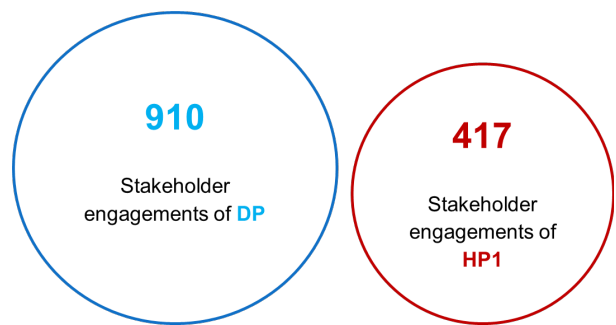 910
Stakeholder
engagements of DP
417
Stakeholder
engagements of
HP1